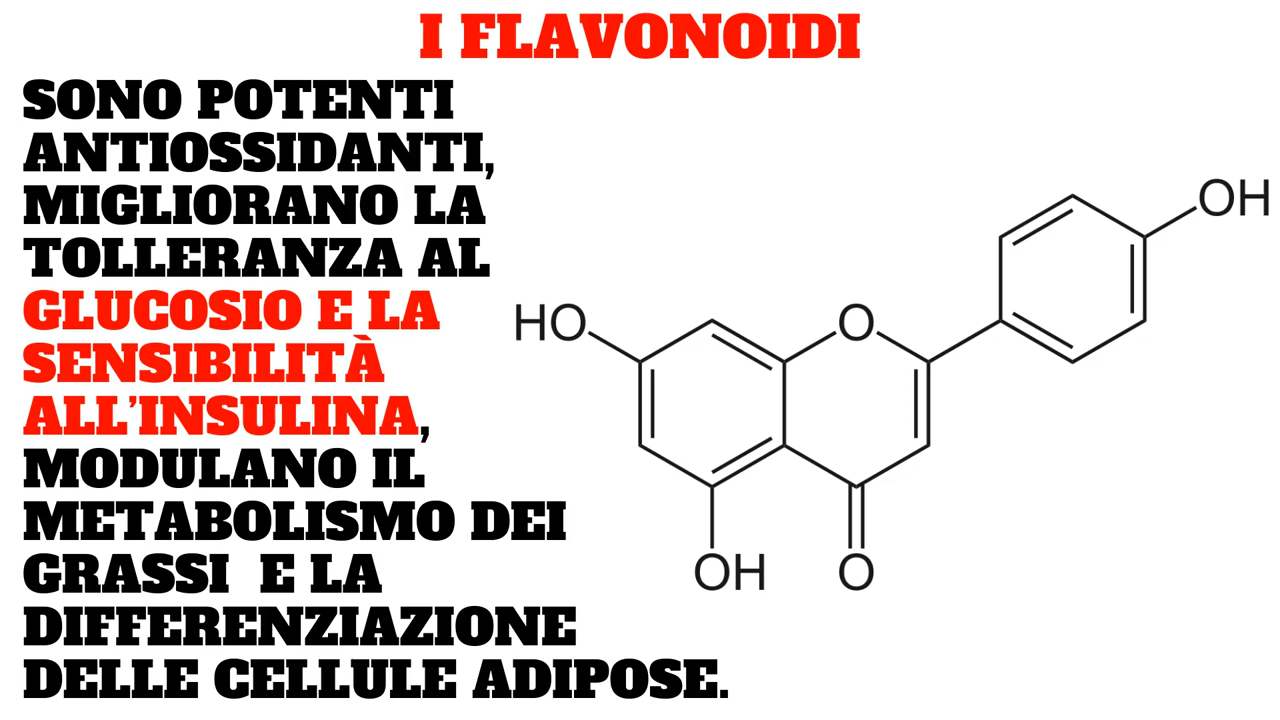 I FLAVONOIDI
SONO POTENTI
ANTIOSSIDANTI,
MIGLIORANO LA
TOLLERANZA AL
GLUCOSIO E LA
SENSIBILITÀ
ALL'INSULINA,
MODULANO IL
METABOLISMO DEI
GRASSI E LA
DIFFERENZIAZIONE
DELLE CELLULE ADIPOSE.
OH
HO
O
OH
O